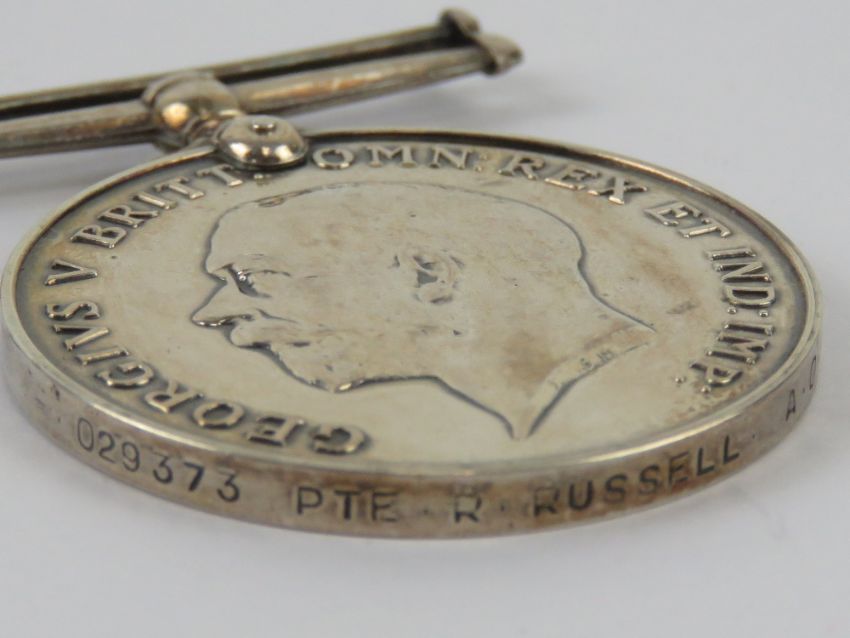 GEORGIVS V BRITT: OMN: REX ET IND: IMP:
029373 PTE · R · RUSSELL · A · O